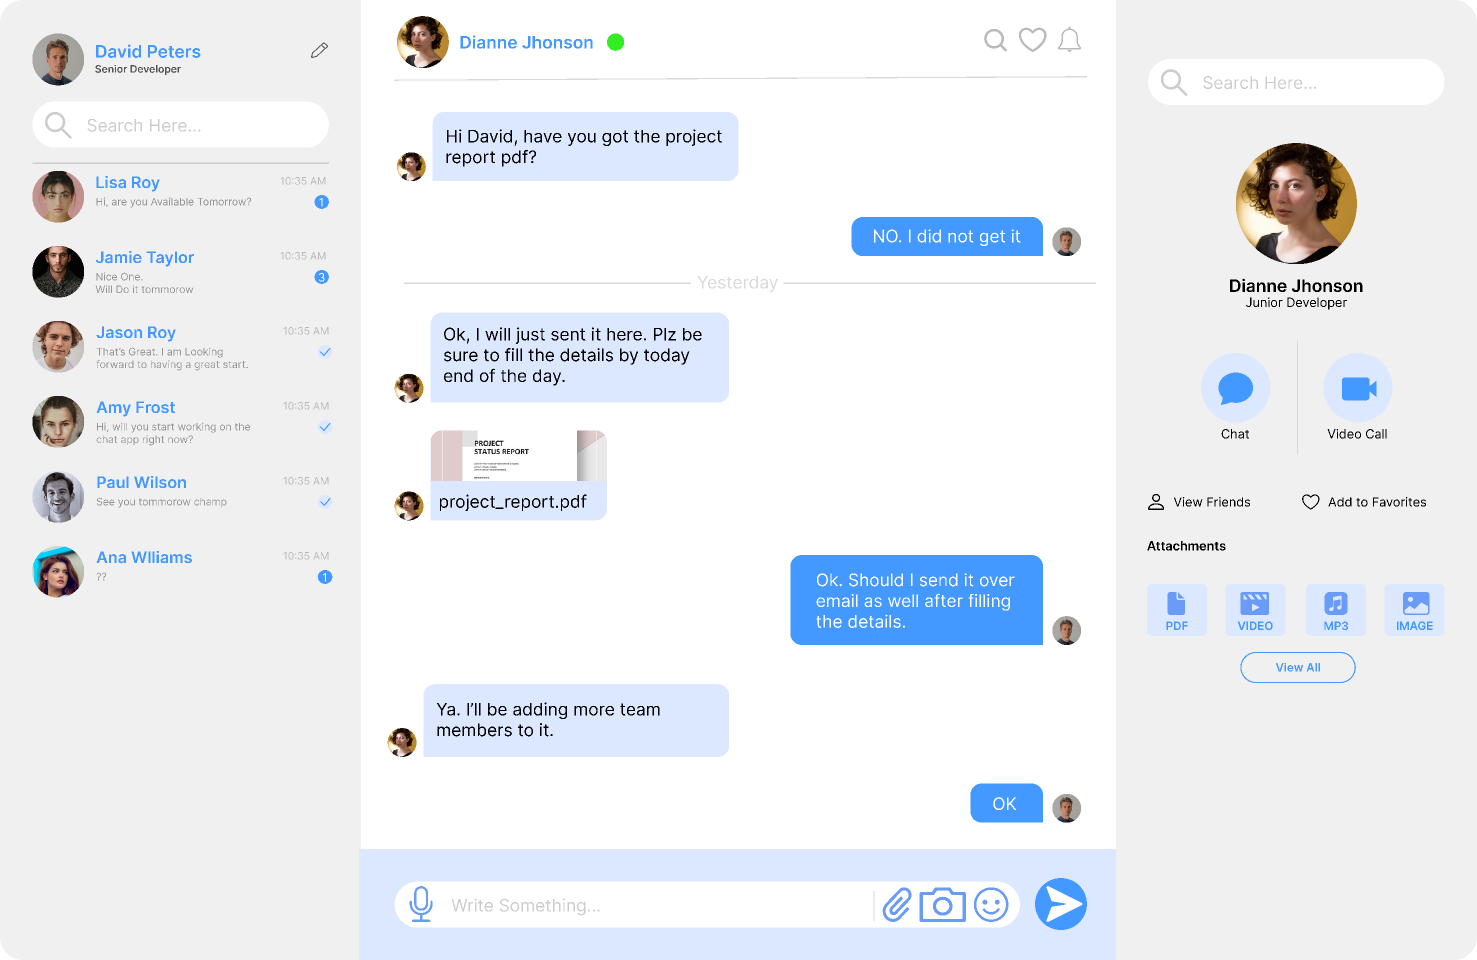 David Peters
Senior Developer
Search Here...
Lisa Roy
10:35 AM
Hi, are you Available Tomorrow?
1
Jamie Taylor
10:35 AM
Nice One.
3
Will Do it tommorow
Jason Roy
10:35 AM
That's Great. I am Looking
forward to having a great start.
Amy Frost
10:35 AM
Hi, will you start working on the
chat app right now?
Paul Wilson
10:35 AM
See you tommorow champ
Ana Wlliams
10:35 AM
??
1
Dianne Jhonson
Hi David, have you got the project
report pdf?
NO. I did not get it
Yesterday
Ok, I will just sent it here. Plz be
sure to fill the details by today
end of the day.
PROJECT
STATUS REPORT
project_report.pdf
Ok. Should I send it over
email as well after filling
the details.
Ya. I'll be adding more team
members to it.
OK
Write Something...
Search Here...
Dianne Jhonson
Junior Developer
Chat
Video Call
View Friends
Add to Favorites
Attachments
PDF
VIDEO
MP3
IMAGE
View All